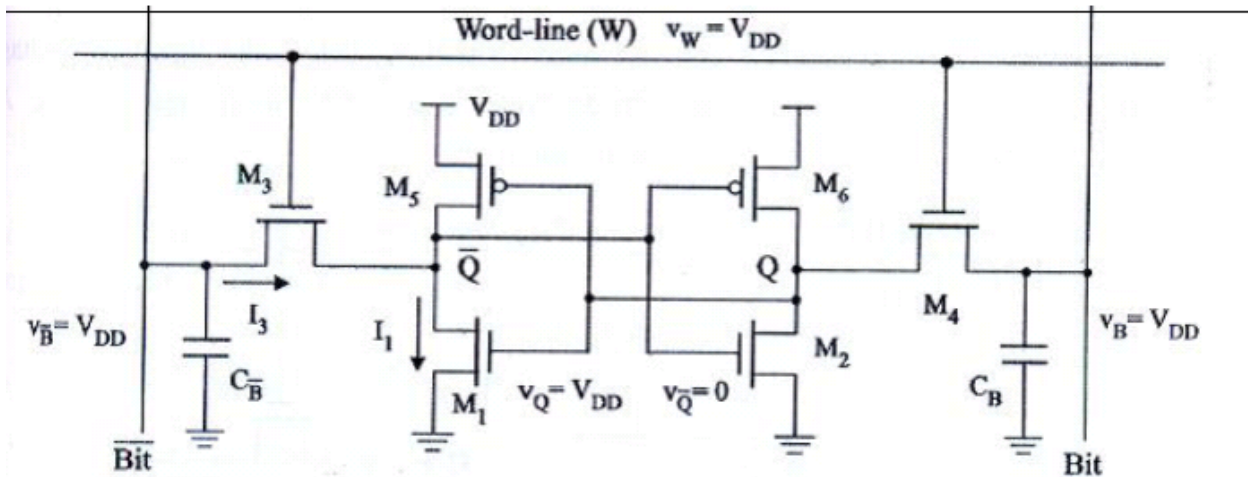 Word-line (W) v_W = V_DD
V_DD
M_3
M_5
M_6
Q̅
Q
I_3
I_1
M_4
v_B̅ = V_DD
v_B = V_DD
C_B̅
M_1
v_Q = V_DD
v_Q̅ = 0
M_2
C_B
B̅i̅t̅
Bit